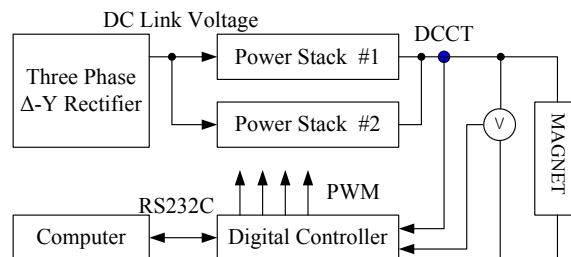 DC Link Voltage
DCCT
Three Phase
Δ-Y Rectifier
Power Stack #1
Power Stack #2
V
MAGNET
PWM
RS232C
Computer
Digital Controller